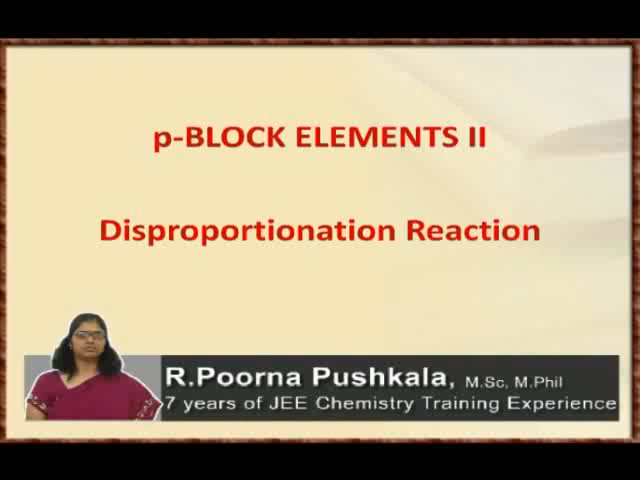 p-BLOCK ELEMENTS II
Disproportionation Reaction
R.Poorna Pushkala, M.Sc, M.Phil
7 years of JEE Chemistry Training Experience